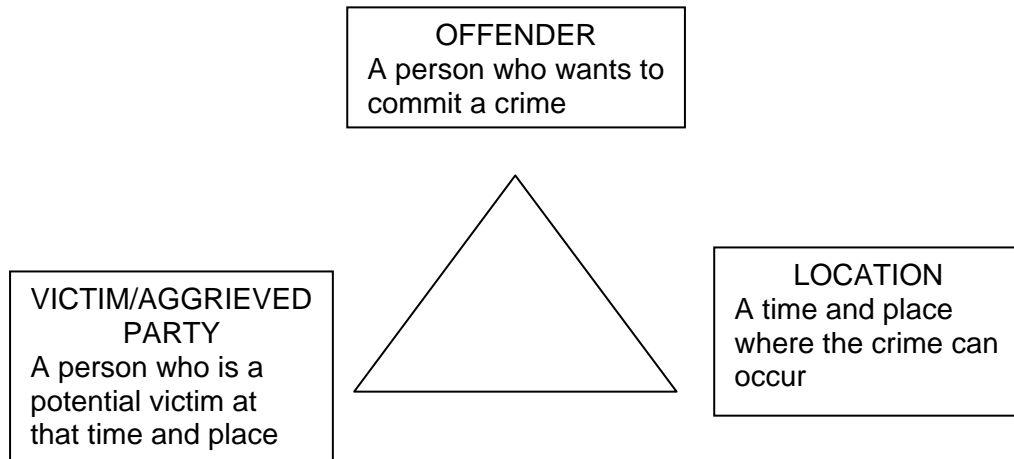 OFFENDER
A person who wants to
commit a crime
VICTIM/AGGRIEVED
PARTY
A person who is a
potential victim at
that time and place
LOCATION
A time and place
where the crime can
occur